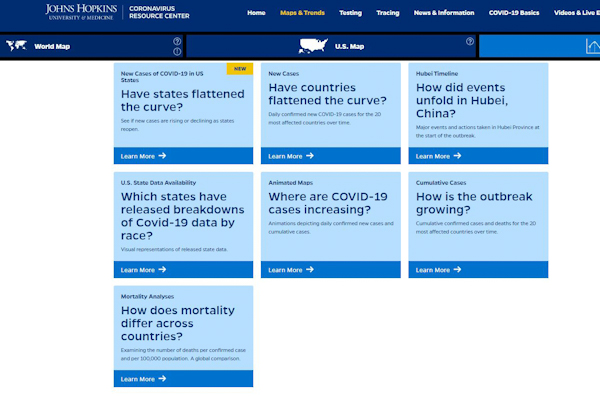 JOHNS HOPKINS
UNIVERSITY & MEDICINE
CORONAVIRUS
RESOURCE CENTER
Home
Maps & Trends
Testing
Tracing
News & Information
COVID-19 Basics
Videos & Live E
World Map
U.S. Map
New Cases of COVID-19 in US
States
NEW
Have states flattened
the curve?
See if new cases are rising or declining as states
reopen.
Learn More →
New Cases
Have countries
flattened the curve?
Daily confirmed new COVID-19 cases for the 20
most affected countries over time.
Learn More →
Hubei Timeline
How did events
unfold in Hubei,
China?
Major events and actions taken in Hubei Province at
the start of the outbreak.
Learn More →
U.S. State Data Availability
Which states have
released breakdowns
of Covid-19 data by
race?
Visual representations of released state data.
Learn More →
Animated Maps
Where are COVID-19
cases increasing?
Animations depicting daily confirmed new cases and
cumulative cases.
Learn More →
Cumulative Cases
How is the outbreak
growing?
Cumulative confirmed cases and deaths for the 20
most affected countries over time.
Learn More →
Mortality Analyses
How does mortality
differ across
countries?
Examining the number of deaths per confirmed case
and per 100,000 population. A global comparison.
Learn More →